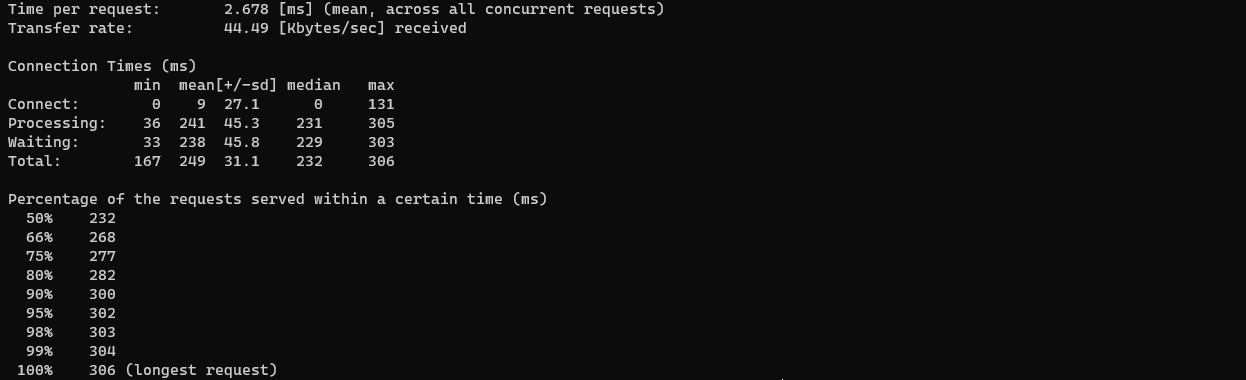 Time per request:       2.678 [ms] (mean, across all concurrent requests)
Transfer rate:          44.49 [Kbytes/sec] received
Connection Times (ms)
              min  mean[+/-sd] median   max
Connect:        0    9  27.1      0     131
Processing:    36  241  45.3    231     305
Waiting:       33  238  45.8    229     303
Total:        167  249  31.1    232     306
Percentage of the requests served within a certain time (ms)
  50%    232
  66%    268
  75%    277
  80%    282
  90%    300
  95%    302
  98%    303
  99%    304
 100%    306 (longest request)